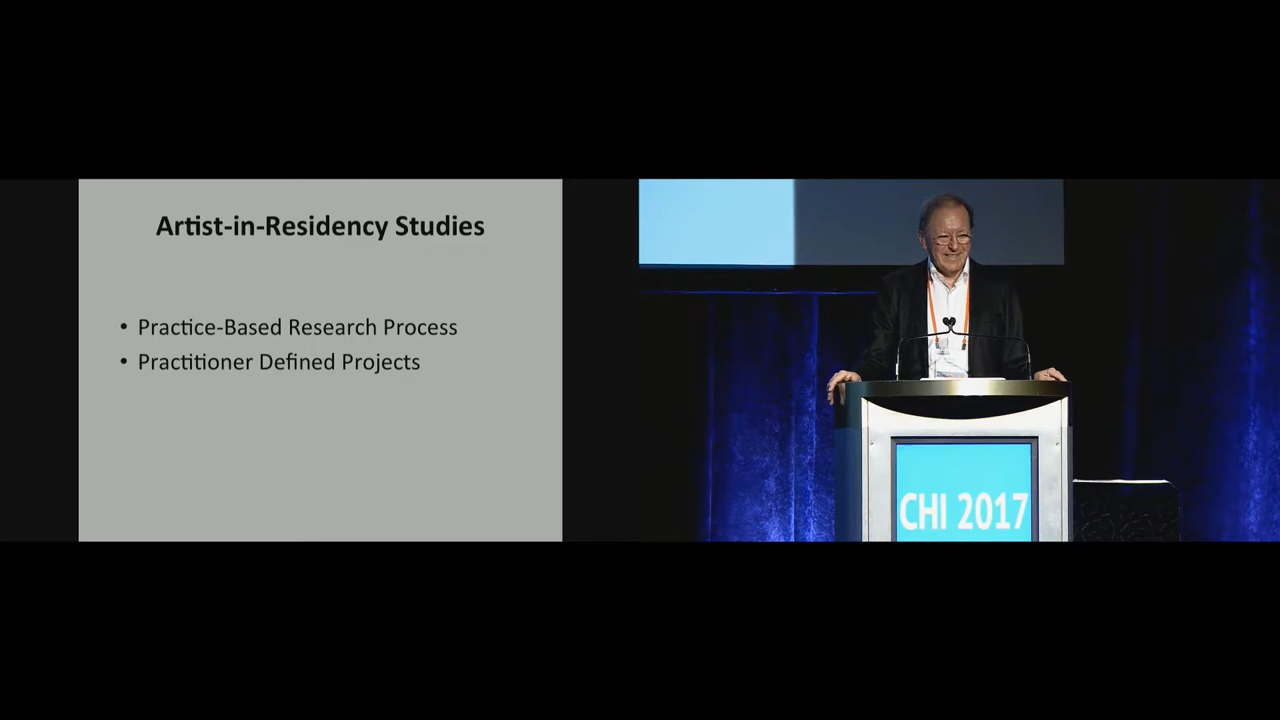 Artist-in-Residency Studies
• Practice-Based Research Process
• Practitioner Defined Projects
CHI 2017